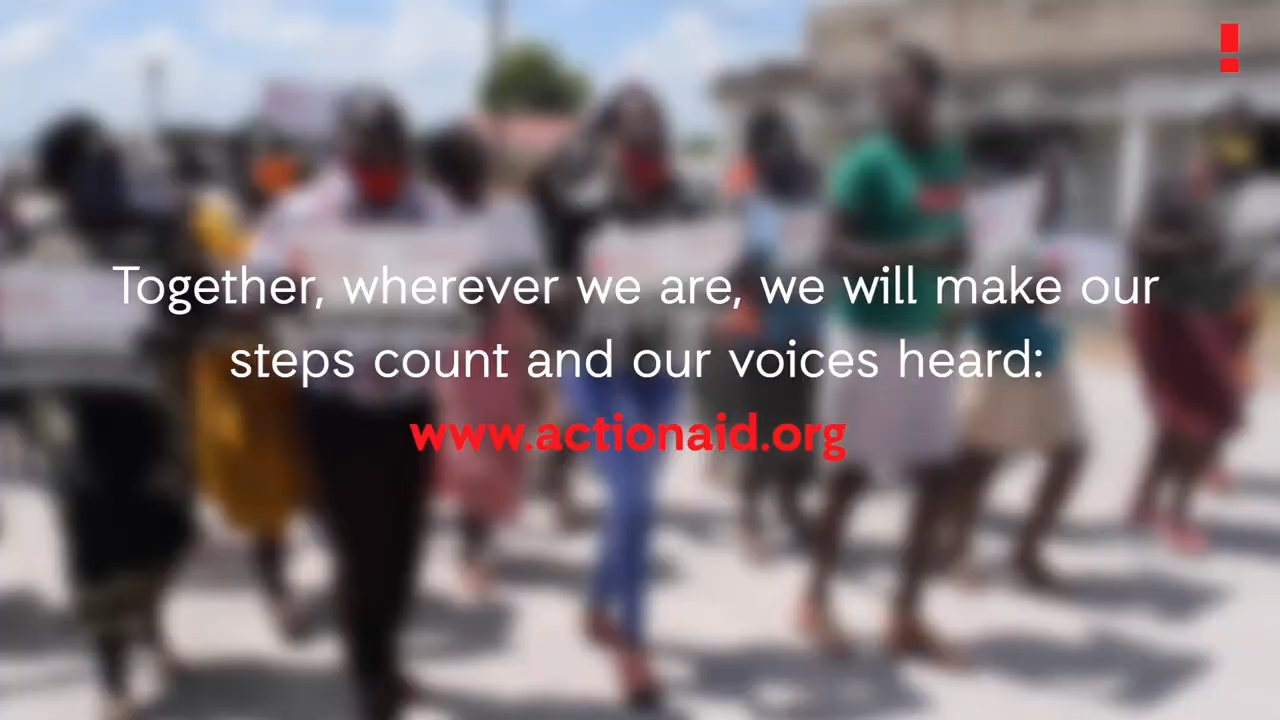 Together, wherever we are, we will make our
steps count and our voices heard:
www.actionaid.org